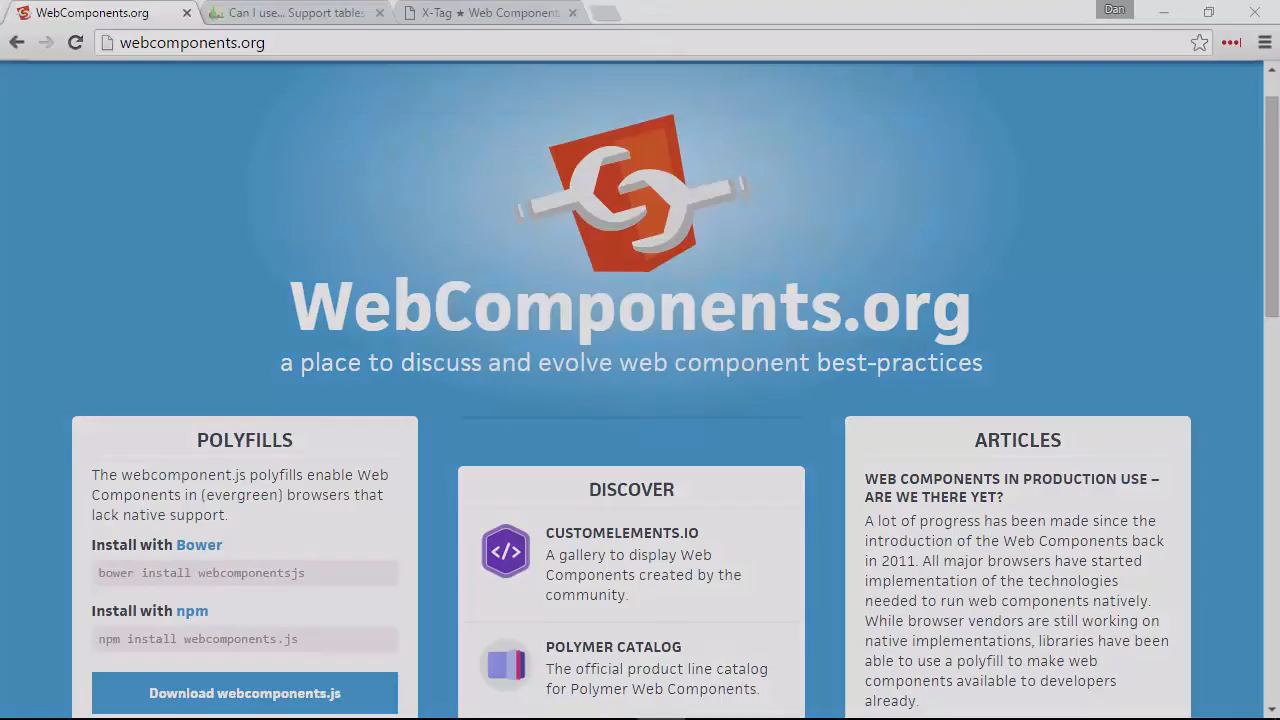 WebComponents.org
Can I use... Support tables
X-Tag ★ Web Component
Dan
webcomponents.org
WebComponents.org
a place to discuss and evolve web component best-practices
POLYFILLS
The webcomponent.js polyfills enable Web
Components in (evergreen) browsers that
lack native support.
Install with Bower
bower install webcomponentsjs
Install with npm
npm install webcomponents.js
Download webcomponents.js
DISCOVER
CUSTOMELEMENTS.IO
A gallery to display Web
Components created by the
community.
POLYMER CATALOG
The official product line catalog
for Polymer Web Components.
ARTICLES
WEB COMPONENTS IN PRODUCTION USE –
ARE WE THERE YET?
A lot of progress has been made since the
introduction of the Web Components back
in 2011. All major browsers have started
implementation of the technologies
needed to run web components natively.
While browser vendors are still working on
native implementations, libraries have been
able to use a polyfill to make web
components available to developers
already.